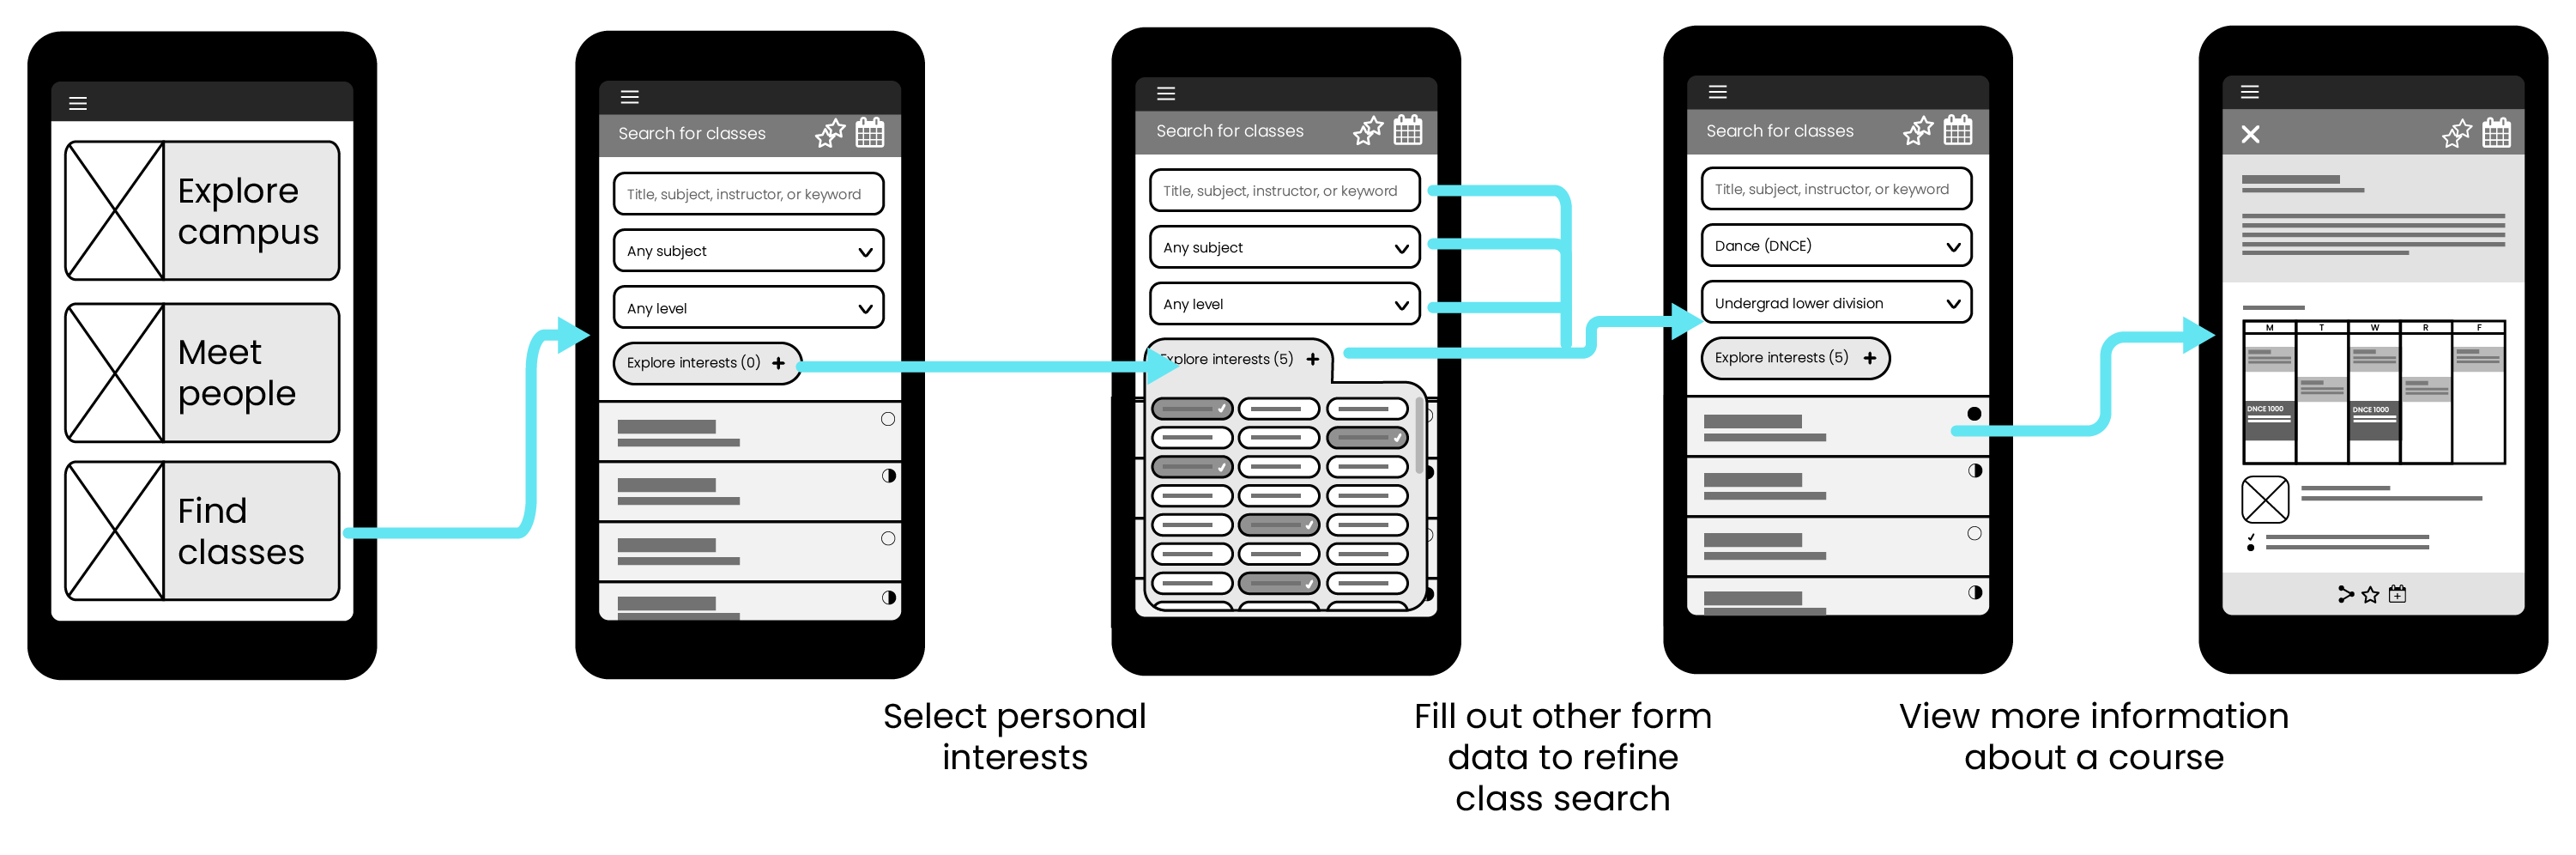 Explore
campus
Meet
people
Find
classes
Search for classes
Title, subject, instructor, or keyword
Any subject
Any level
Explore interests (0)
Search for classes
Title, subject, instructor, or keyword
Any subject
Any level
xplore interests (5)
Search for classes
Title, subject, instructor, or keyword
Dance (DNCE)
Undergrad lower division
Explore interests (5)
M T W R F
DNCE 1000 DNCE 1000
Select personal
interests
Fill out other form
data to refine
class search
View more information
about a course